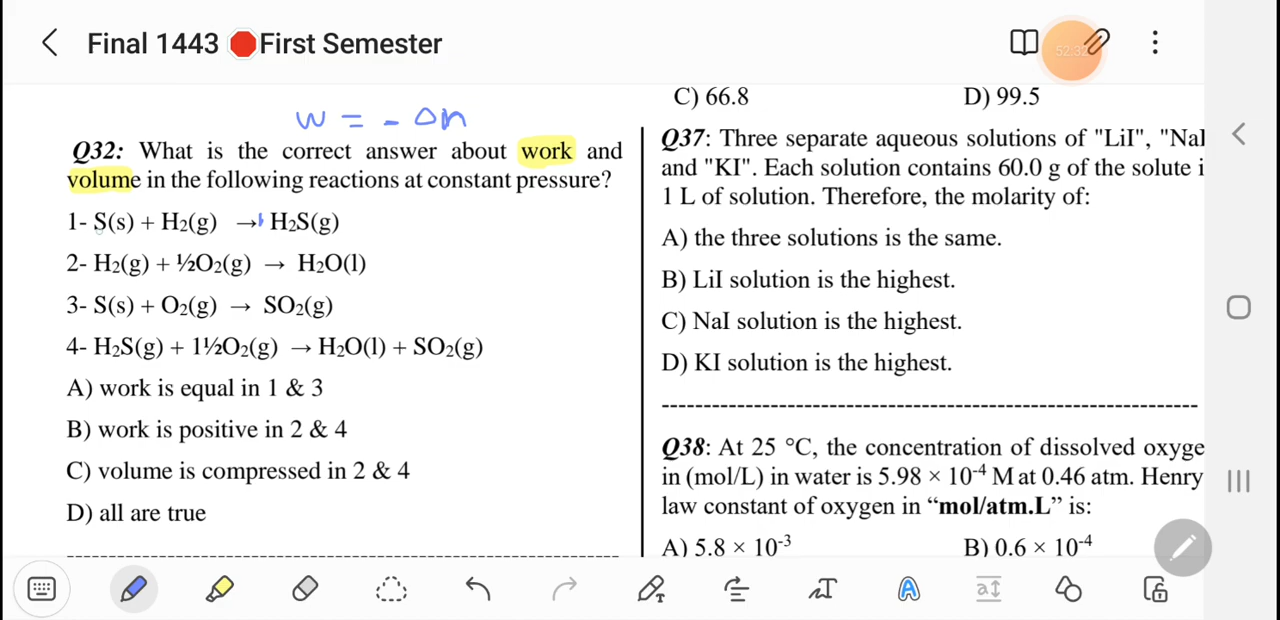 Final 1443 🛑First Semester
52:32
w = - Δn
Q32: What is the correct answer about work and
volume in the following reactions at constant pressure?
1- S(s) + H₂(g) → H₂S(g)
2- H₂(g) + ½O₂(g) → H₂O(l)
3- S(s) + O₂(g) → SO₂(g)
4- H₂S(g) + 1½O₂(g) → H₂O(l) + SO₂(g)
A) work is equal in 1 & 3
B) work is positive in 2 & 4
C) volume is compressed in 2 & 4
D) all are true
C) 66.8 D) 99.5
Q37: Three separate aqueous solutions of "LiI", "NaI
and "KI". Each solution contains 60.0 g of the solute i
1 L of solution. Therefore, the molarity of:
A) the three solutions is the same.
B) LiI solution is the highest.
C) NaI solution is the highest.
D) KI solution is the highest.
Q38: At 25 °C, the concentration of dissolved oxyge
in (mol/L) in water is 5.98 × 10⁻⁴ M at 0.46 atm. Henry
law constant of oxygen in “mol/atm.L” is:
A) 5.8 × 10⁻³ B) 0.6 × 10⁻⁴